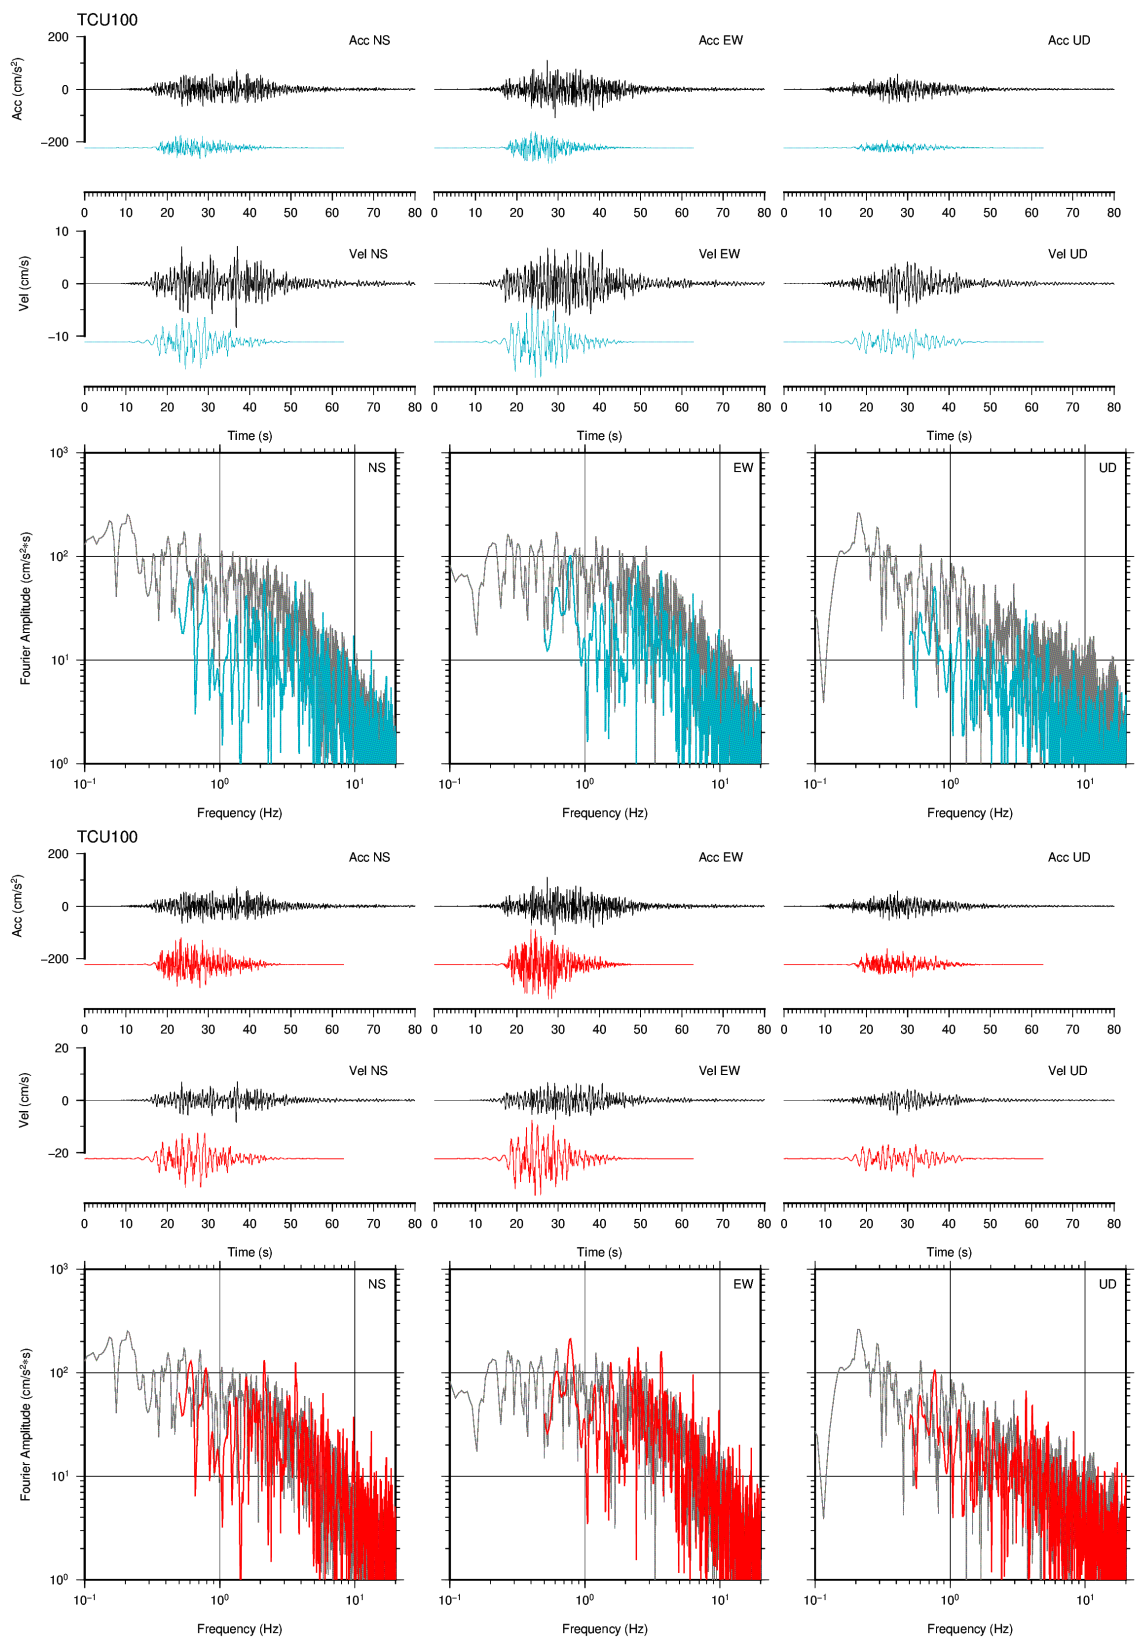 TCU100
Acc NS Acc EW Acc UD
Acc (cm/s²)
200
0
−200
0 10 20 30 40 50 60 70 80 0 10 20 30 40 50 60 70 80 0 10 20 30 40 50 60 70 80
Vel NS Vel EW Vel UD
Vel (cm/s)
10
0
−10
0 10 20 30 40 50 60 70 80 0 10 20 30 40 50 60 70 80 0 10 20 30 40 50 60 70 80
Time (s) Time (s) Time (s)
NS EW UD
Fourier Amplitude (cm/s²*s)
10³
10²
10¹
10⁰
10⁻¹ 10⁰ 10¹ 10⁻¹ 10⁰ 10¹ 10⁻¹ 10⁰ 10¹
Frequency (Hz) Frequency (Hz) Frequency (Hz)
TCU100
Acc NS Acc EW Acc UD
Acc (cm/s²)
200
0
−200
0 10 20 30 40 50 60 70 80 0 10 20 30 40 50 60 70 80 0 10 20 30 40 50 60 70 80
Vel NS Vel EW Vel UD
Vel (cm/s)
20
0
−20
0 10 20 30 40 50 60 70 80 0 10 20 30 40 50 60 70 80 0 10 20 30 40 50 60 70 80
Time (s) Time (s) Time (s)
NS EW UD
Fourier Amplitude (cm/s²*s)
10³
10²
10¹
10⁰
10⁻¹ 10⁰ 10¹ 10⁻¹ 10⁰ 10¹ 10⁻¹ 10⁰ 10¹
Frequency (Hz) Frequency (Hz) Frequency (Hz)